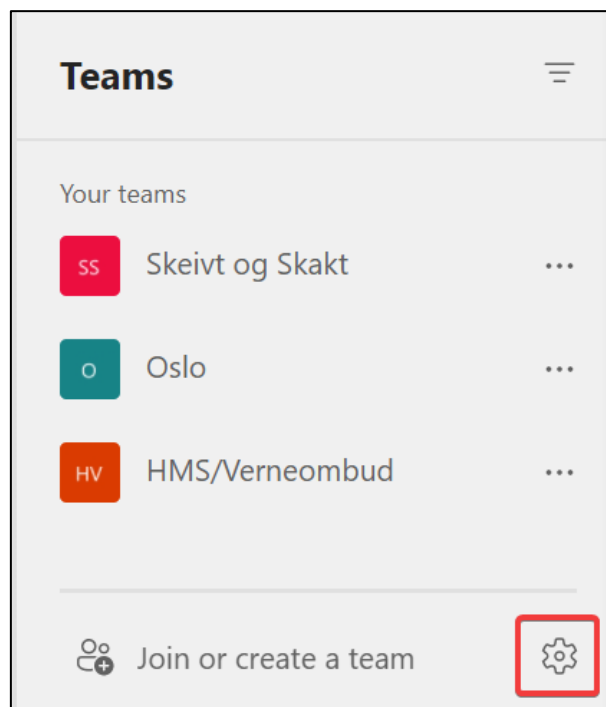 Teams
Your teams
SS Skeivt og Skakt ...
O Oslo ...
HV HMS/Verneombud ...
Join or create a team